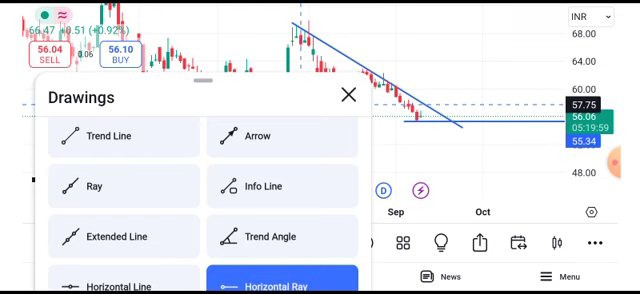 INR
66.47 +0.51 (+0.92%)
68.00
56.04
SELL
0.06
56.10
BUY
64.00
60.00
57.75
56.06
05:19:59
55.34
48.00
Drawings
Trend Line
Arrow
Ray
Info Line
Extended Line
Trend Angle
Horizontal Line
Horizontal Ray
D
Sep
Oct
News
Menu